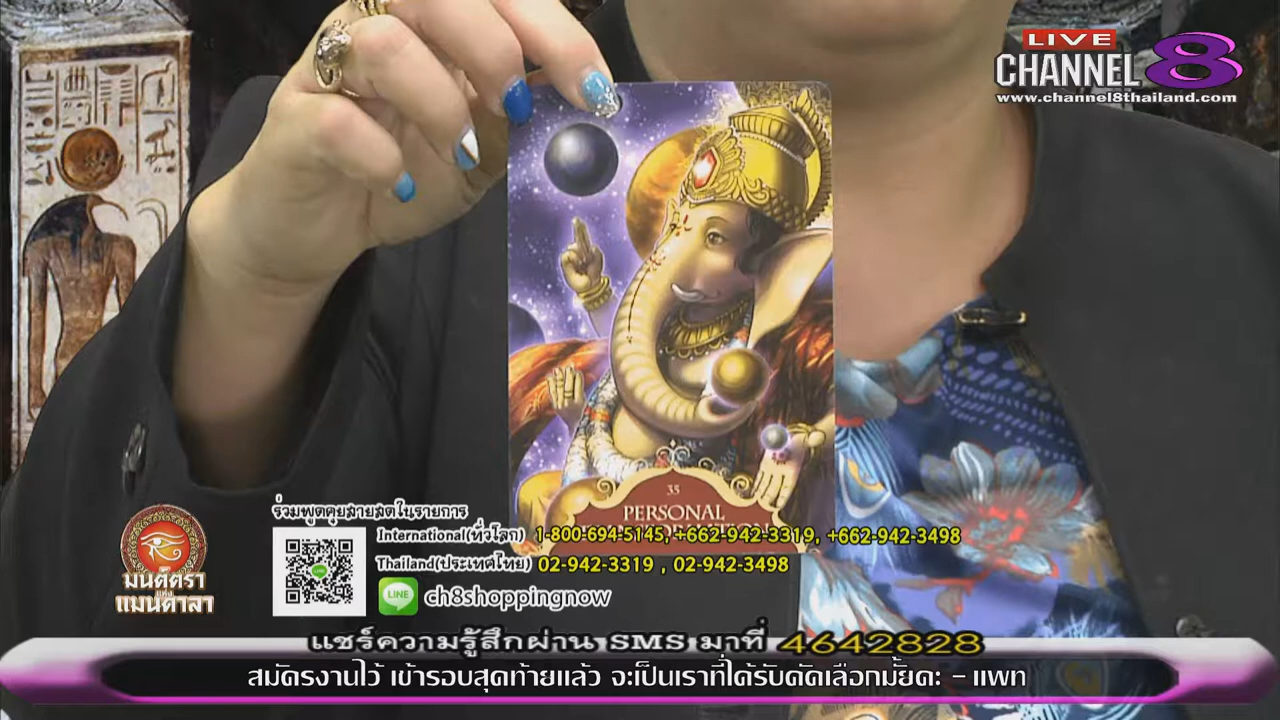 LIVE
CHANNEL 8
www.channel8thailand.com
35
PERSONAL
ร่วมพูดคุยสายสดในรายการ
International(ทั่วโลก) 1-800-694-5145, +662-942-3319, +662-942-3498
Thailand(ประเทศไทย) 02-942-3319 , 02-942-3498
LINE ch8shoppingnow
มนต์ตรา
แห่ง
แมนดาลา
แชร์ความรู้สึกผ่าน SMS มาที่ 4642828
สมัครงานไว้ เข้ารอบสุดท้ายแล้ว จะเป็นเราที่ได้รับคัดเลือกมั้ยคะ - แพท